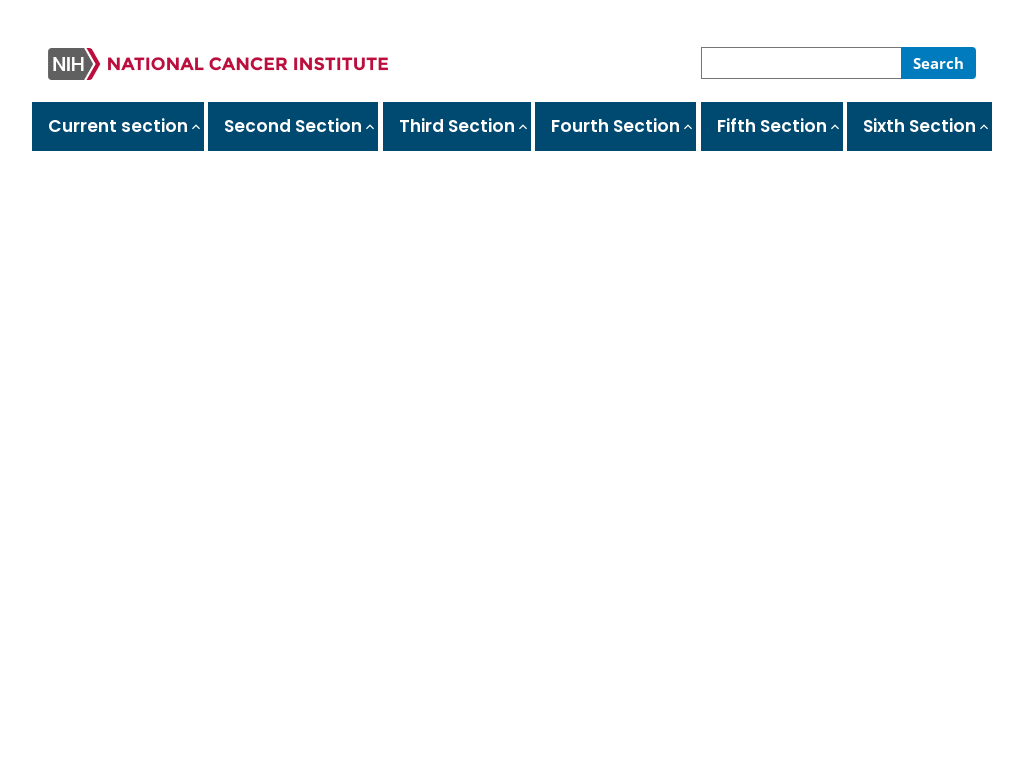 NIH NATIONAL CANCER INSTITUTE
Search
Current section Second Section Third Section Fourth Section Fifth Section Sixth Section